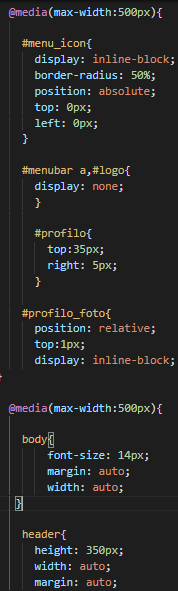 @media(max-width:500px){
#menu_icon{
display: inline-block;
border-radius: 50%;
position: absolute;
top: 0px;
left: 0px;
}
#menubar a,#logo{
display: none;
}
#profilo{
top:35px;
right: 5px;
}
#profilo_foto{
position: relative;
top:1px;
display: inline-block;
}
@media(max-width:500px){
body{
font-size: 14px;
margin: auto;
width: auto;
}
header{
height: 350px;
width: auto;
margin: auto;